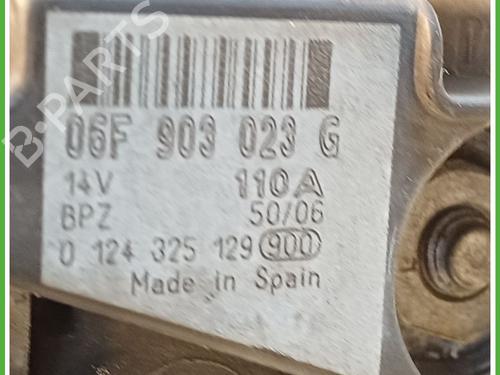 B-PARTS
06F 903 023 G
14V 110A
BPZ 50/06
0 124 325 129 900
Made in Spain